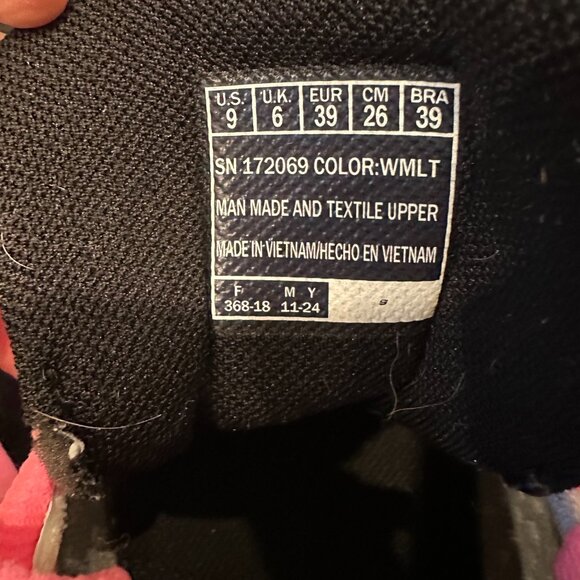 U.S. U.K. EUR CM BRA
9 6 39 26 39
SN 172069 COLOR:WMLT
MAN MADE AND TEXTILE UPPER
MADE IN VIETNAM/HECHO EN VIETNAM
F M Y
368-18 11-24